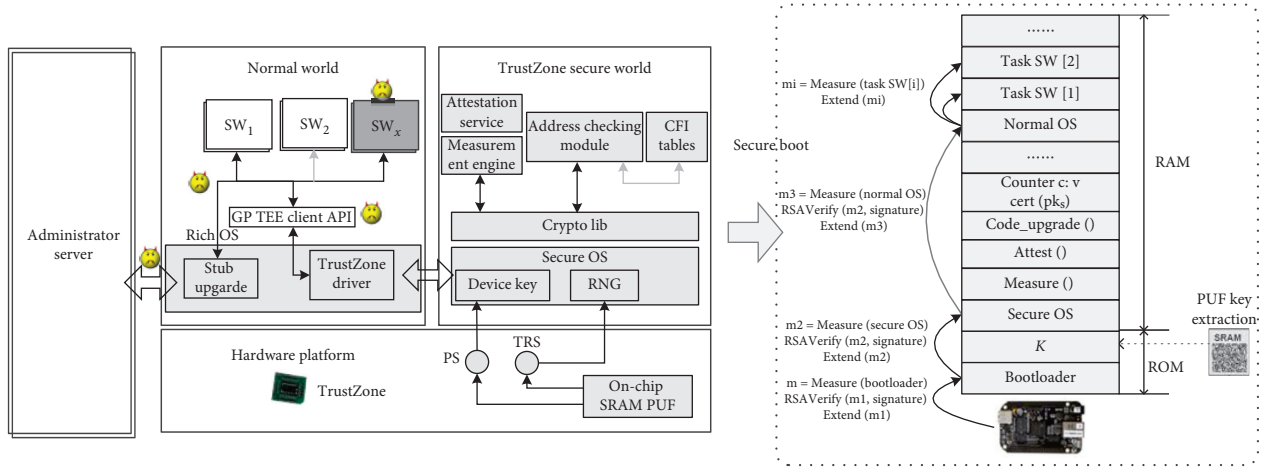 Administrator
server
Normal world
SW1
SW2
SWx
GP TEE client API
Rich OS
Stub
upgarde
TrustZone
driver
TrustZone secure world
Attestation
service
Measurem
ent engine
Address checking
module
CFI
tables
Crypto lib
Secure OS
Device key
RNG
Hardware platform
TrustZone
PS
TRS
On-chip
SRAM PUF
Secure boot
mi = Measure (task SW[i])
Extend (mi)
m3 = Measure (normal OS)
RSAVerify (m2, signature)
Extend (m3)
m2 = Measure (secure OS)
RSAVerify (m2, signature)
Extend (m2)
m = Measure (bootloader)
RSAVerify (m1, signature)
Extend (m1)
......
Task SW [2]
Task SW [1]
Normal OS
......
Counter c: v
cert (pks)
Code_upgrade ()
Attest ()
Measure ()
Secure OS
K
Bootloader
RAM
ROM
PUF key
extraction
SRAM